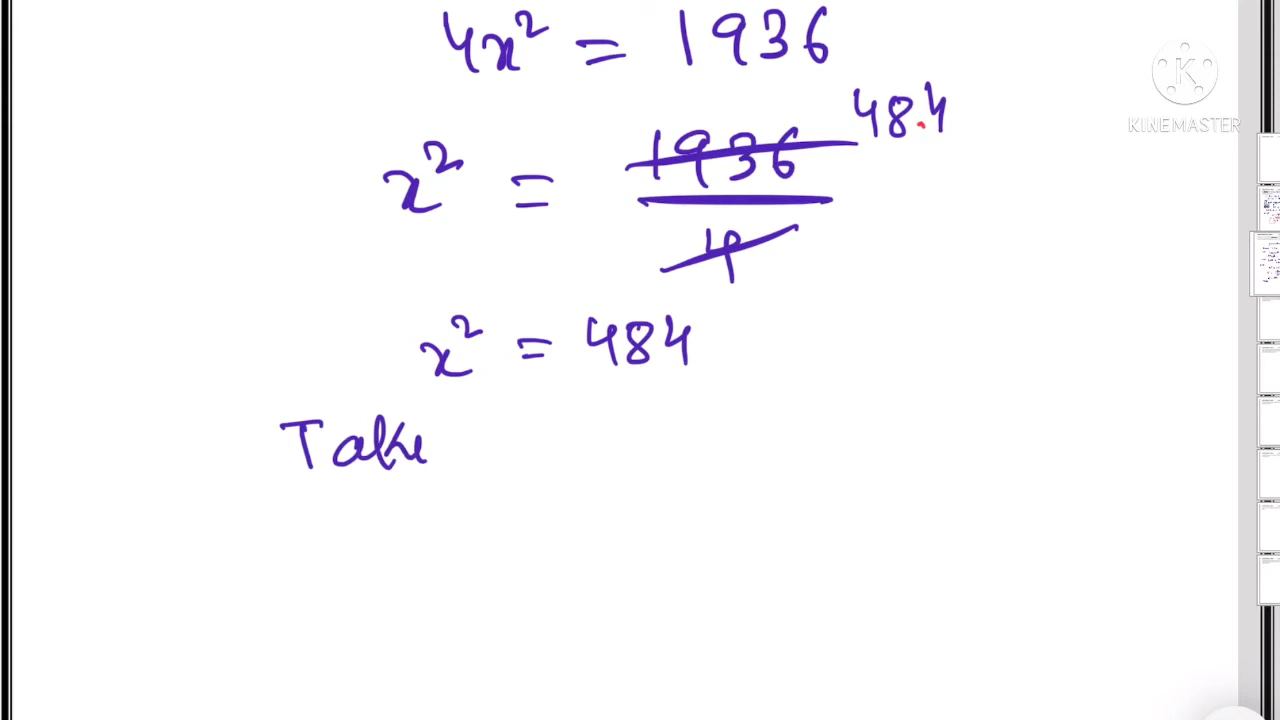 4x² = 1936
x² = 1936/4 484
x² = 484
Take
KINEMASTER